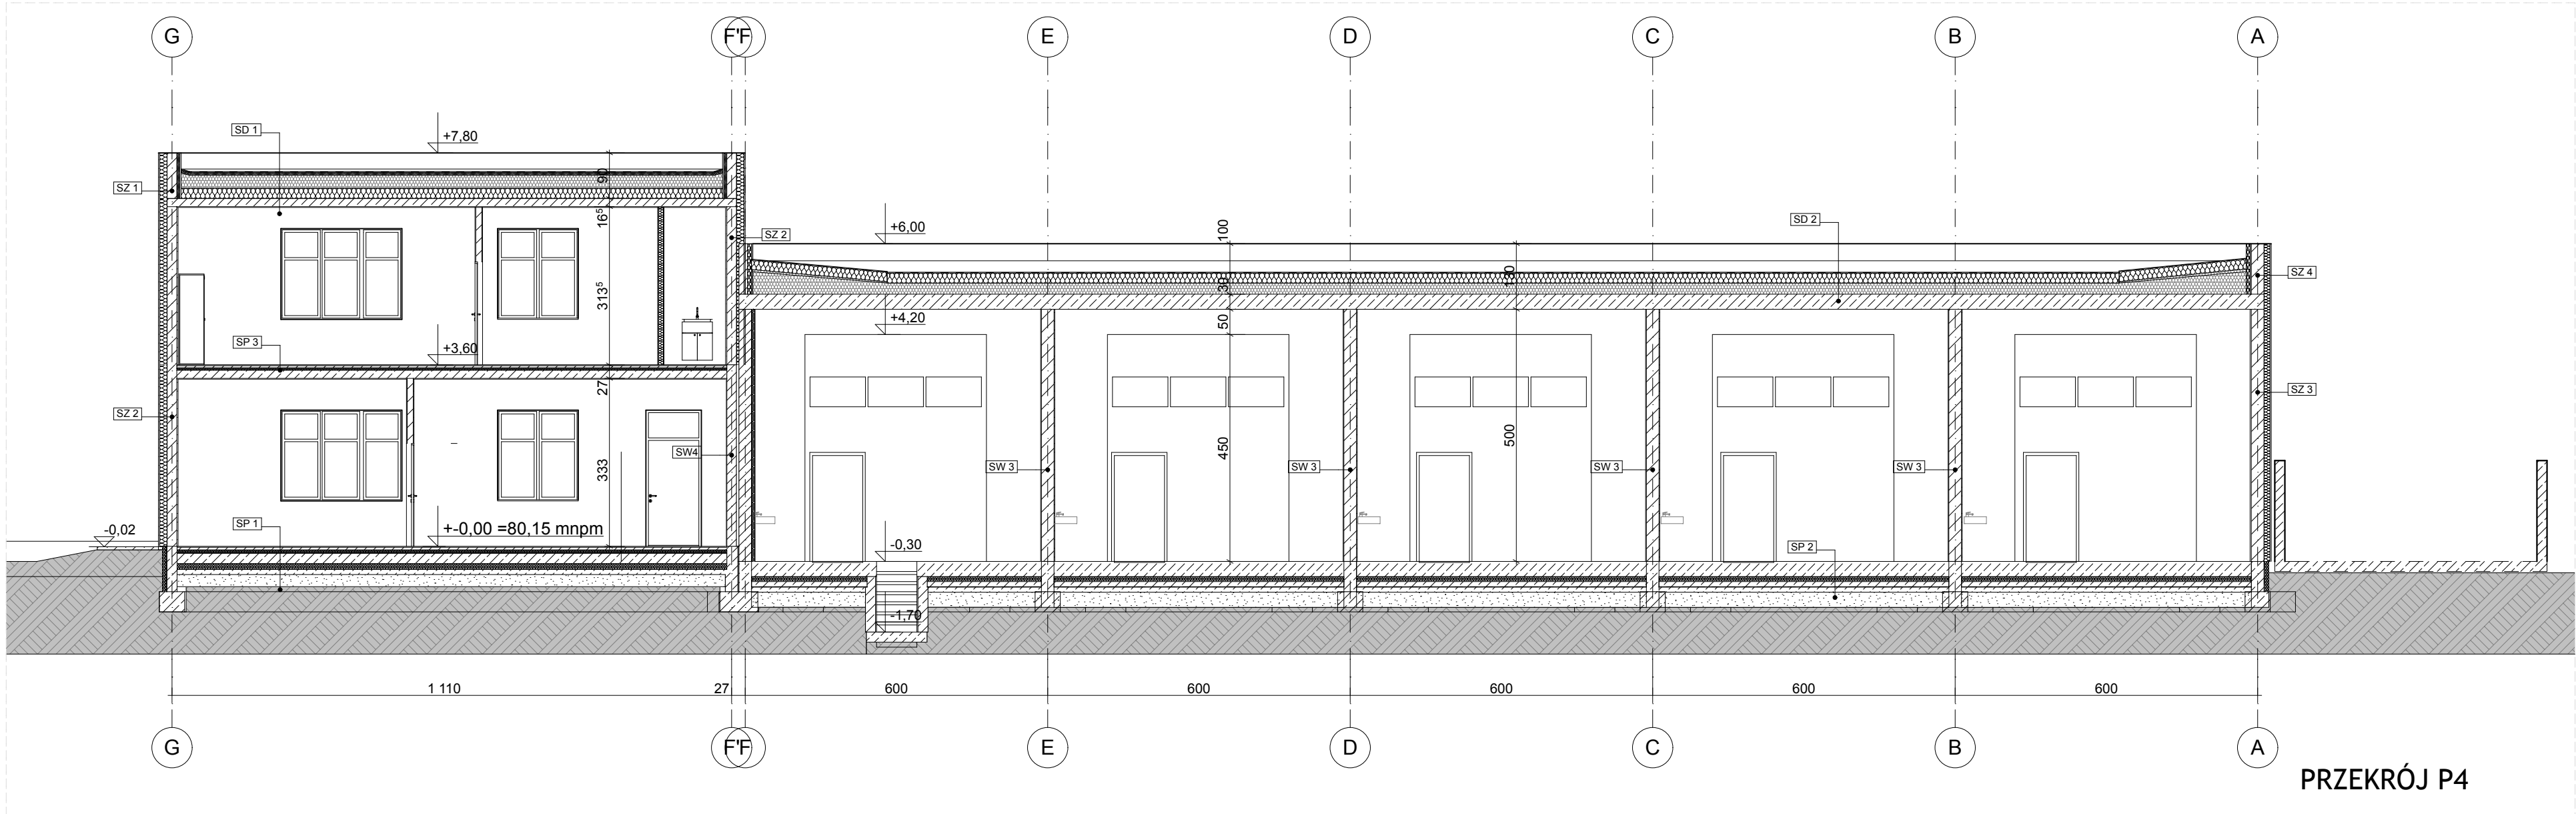 G F' F E D C B A
SD 1
+7,80
SZ 1
90
16⁵
SZ 2
+6,00
100
SD 2
130
30
SZ 4
313⁵
+4,20
50
SP 3
+3,60
27
SZ 2
333
SW4
450
500
SZ 3
SW 3 SW 3 SW 3 SW 3
SP 1
-0,02
+-0,00 =80,15 mnpm
-0,30
SP 2
-1,70
1 110 27 600 600 600 600 600
G F' F E D C B A
PRZEKRÓJ P4